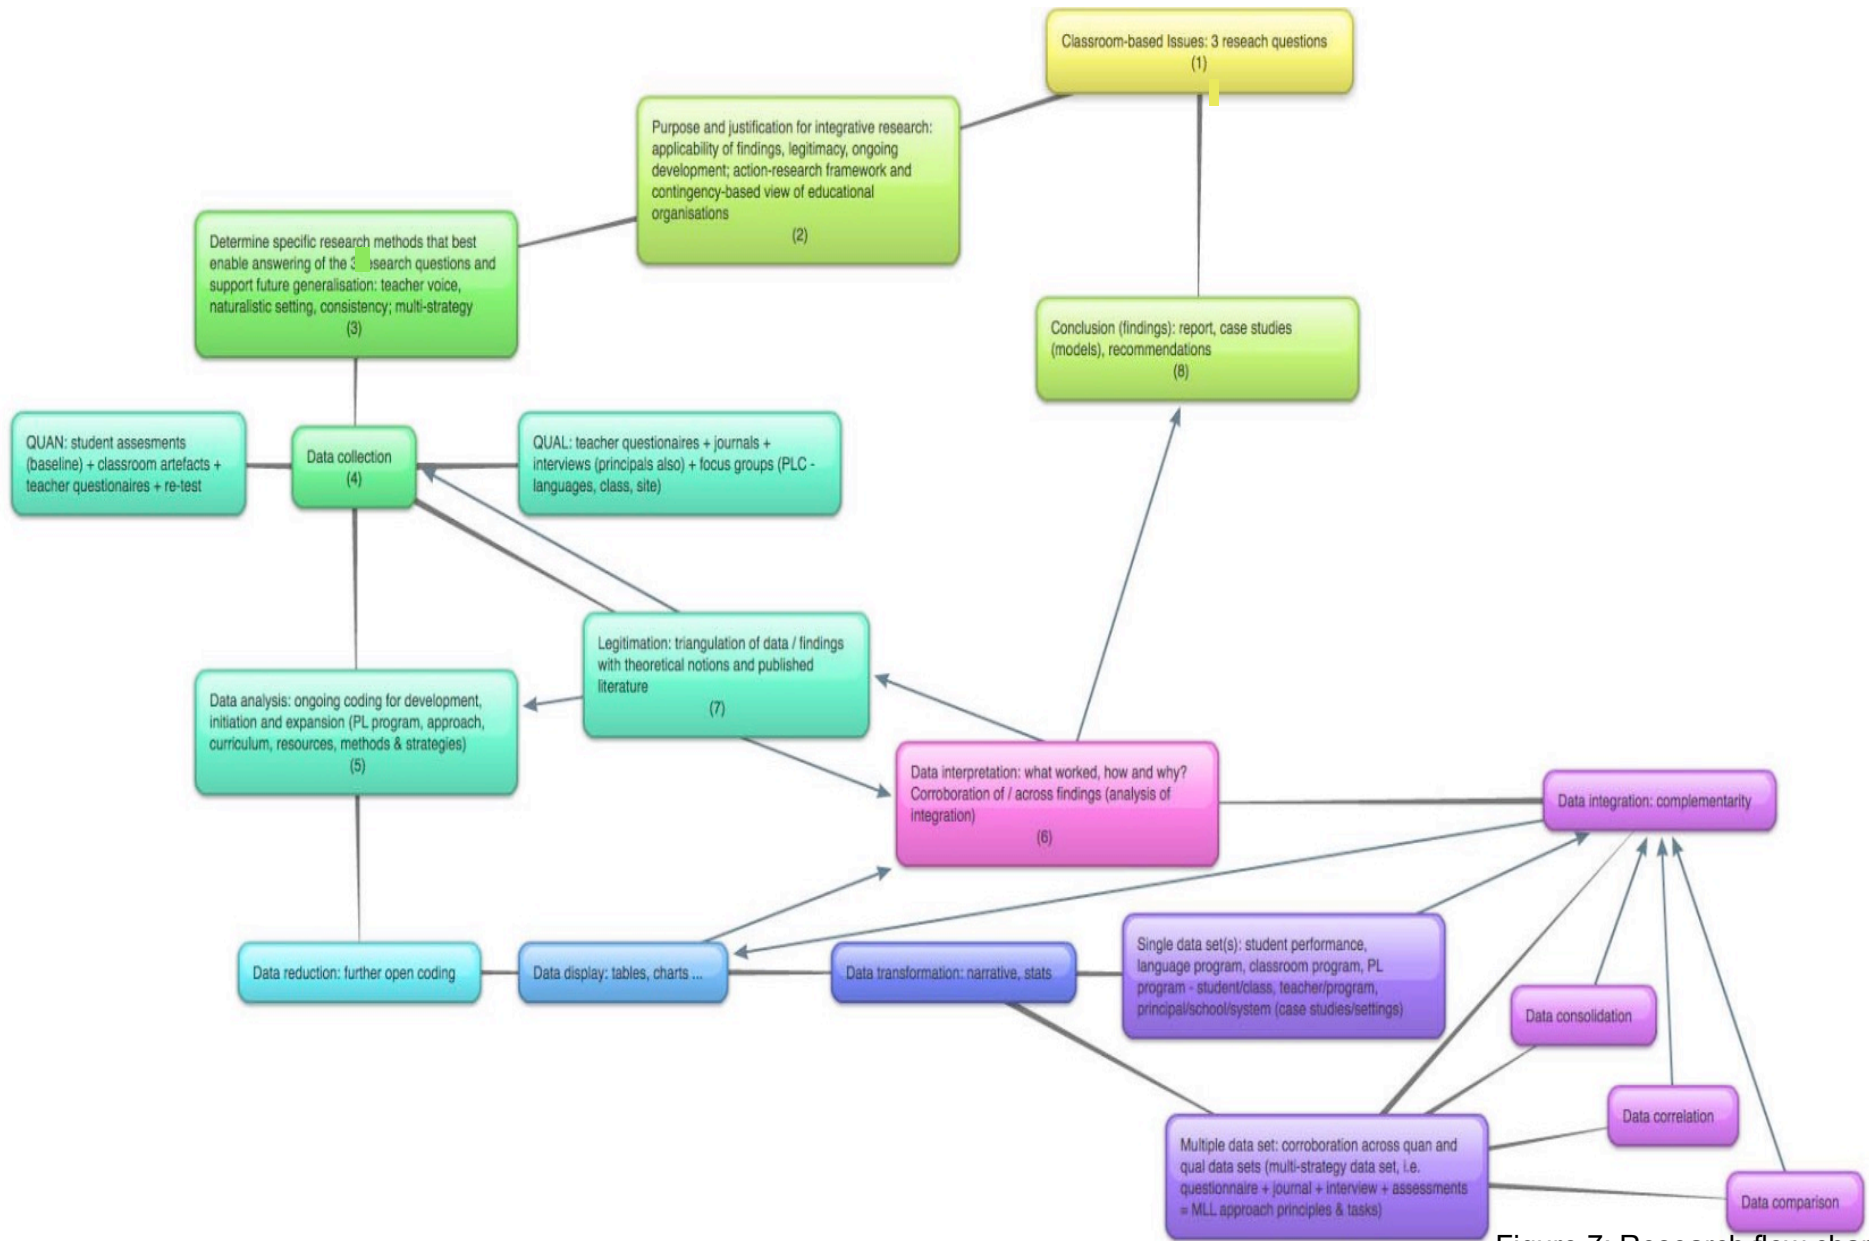 Classroom-based Issues: 3 reseach questions
(1)
Purpose and justification for integrative research:
applicability of findings, legitimacy, ongoing
development; action-research framework and
contingency-based view of educational
organisations
(2)
Determine specific research methods that best
enable answering of the 3 research questions and
support future generalisation: teacher voice,
naturalistic setting, consistency; multi-strategy
(3)
Conclusion (findings): report, case studies
(models), recommendations
(8)
QUAN: student assesments
(baseline) + classroom artefacts +
teacher questionaires + re-test
Data collection
(4)
QUAL: teacher questionaires + journals +
interviews (principals also) + focus groups (PLC -
languages, class, site)
Legitimation: triangulation of data / findings
with theoretical notions and published
literature
(7)
Data analysis: ongoing coding for development,
initiation and expansion (PL program, approach,
curriculum, resources, methods & strategies)
(5)
Data interpretation: what worked, how and why?
Corroboration of / across findings (analysis of
integration)
(6)
Data integration: complementarity
Data reduction: further open coding
Data display: tables, charts ...
Data transformation: narrative, stats
Single data set(s): student performance,
language program, classroom program, PL
program - student/class, teacher/program,
principal/school/system (case studies/settings)
Data consolidation
Data correlation
Multiple data set: corroboration across quan and
qual data sets (multi-strategy data set, i.e.
questionnaire + journal + interview + assessments
= MLL approach principles & tasks)
Data comparison
Figure 7: Research flow char